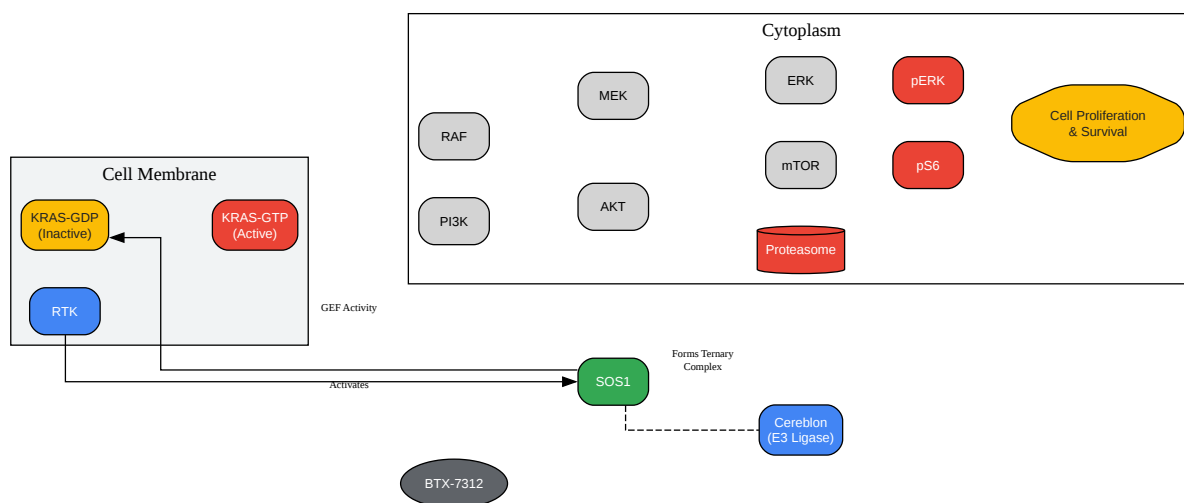 Cytoplasm
ERK
pERK
MEK
Cell Proliferation
& Survival
RAF
mTOR
pS6
Cell Membrane
AKT
PI3K
KRAS-GDP
(Inactive)
KRAS-GTP
(Active)
Proteasome
RTK
GEF Activity
Forms Ternary
Complex
Activates
SOS1
Cereblon
(E3 Ligase)
BTX-7312